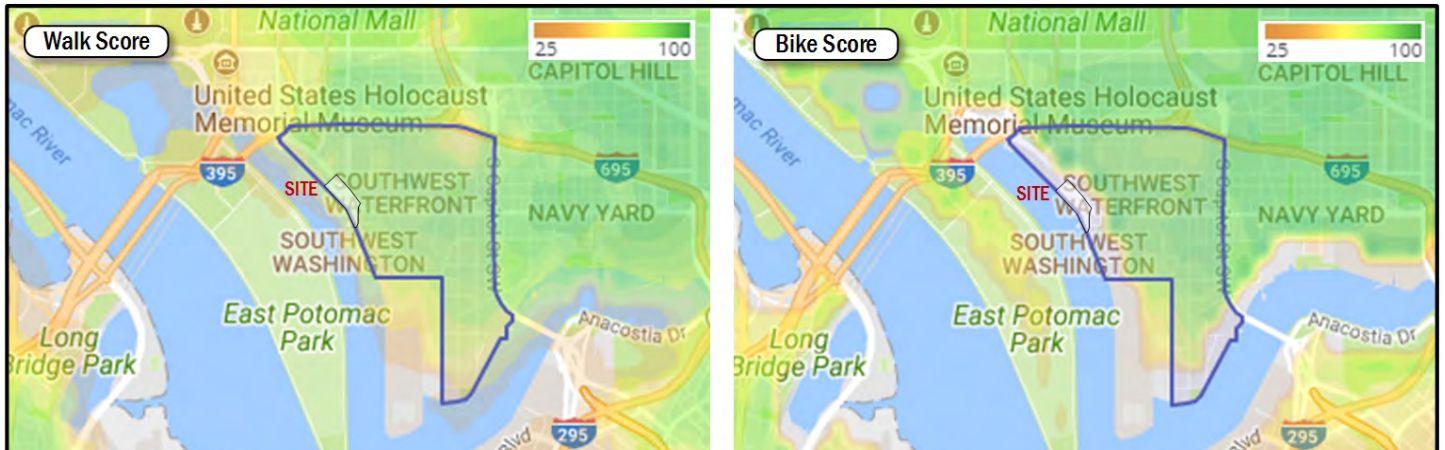 Walk Score
National Mall
25 100
CAPITOL HILL
United States Holocaust
Memorial Museum
mac River
395
695
SITE
SOUTHWEST
WATERFRONT
NAVY YARD
SOUTHWEST
WASHINGTON
East Potomac
Park
Anacostia Dr
Long
Bridge Park
295
lvd
Bike Score
National Mall
25 100
CAPITOL HILL
United States Holocaust
Memorial Museum
mac River
395
695
SITE
SOUTHWEST
WATERFRONT
NAVY YARD
SOUTHWEST
WASHINGTON
East Potomac
Park
Anacostia Dr
Long
Bridge Park
295
lvd